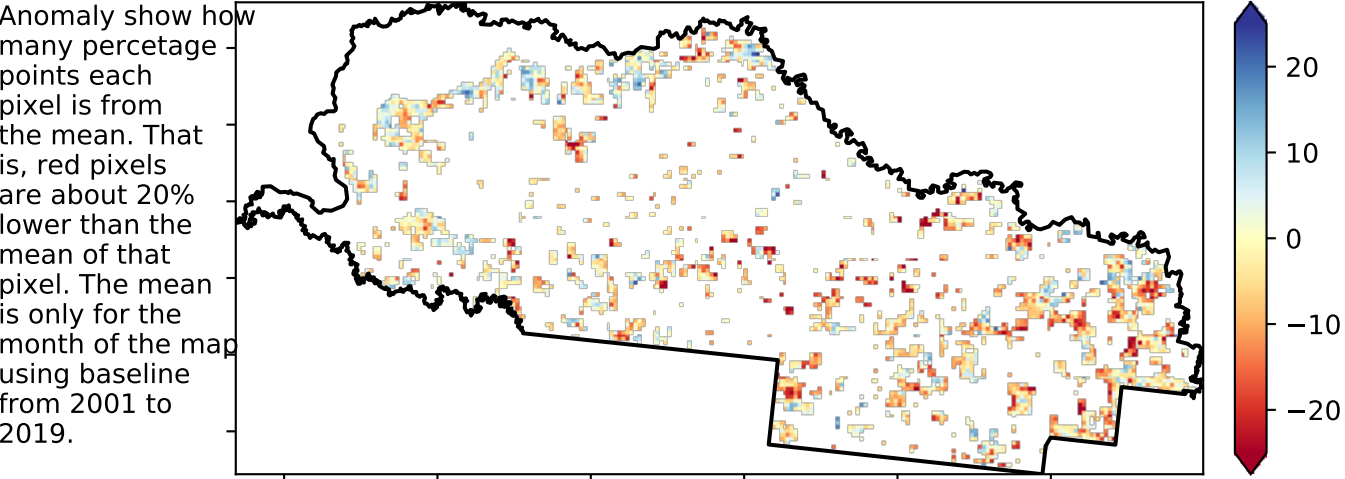 Anomaly show how
many percetage
points each
pixel is from
the mean. That
is, red pixels
are about 20%
lower than the
mean of that
pixel. The mean
is only for the
month of the map
using baseline
from 2001 to
2019.
20
10
0
−10
−20